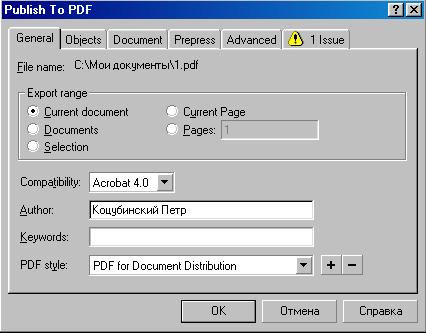 Publish To PDF
General Objects Document Prepress Advanced 1 Issue
File name: C:\Мои документы\1.pdf
Export range
Current document Current Page
Documents Pages: 1
Selection
Compatibility: Acrobat 4.0
Author: Коцубинский Петр
Keywords:
PDF style: PDF for Document Distribution
OK Отмена Справка